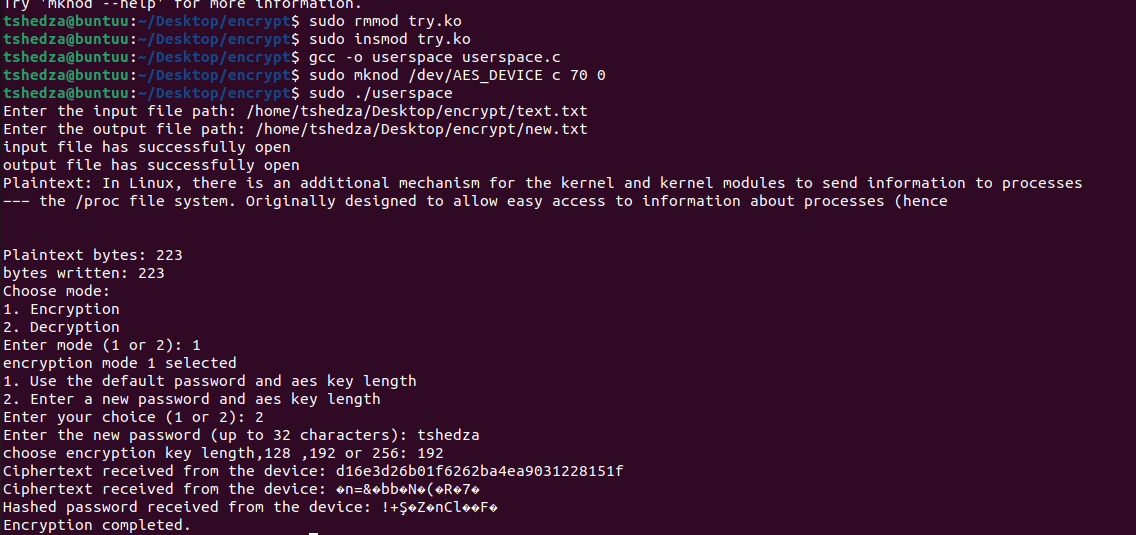 Try 'mknod --help' for more information.
tshedza@buntuu:~/Desktop/encrypt$ sudo rmmod try.ko
tshedza@buntuu:~/Desktop/encrypt$ sudo insmod try.ko
tshedza@buntuu:~/Desktop/encrypt$ gcc -o userspace userspace.c
tshedza@buntuu:~/Desktop/encrypt$ sudo mknod /dev/AES_DEVICE c 70 0
tshedza@buntuu:~/Desktop/encrypt$ sudo ./userspace
Enter the input file path: /home/tshedza/Desktop/encrypt/text.txt
Enter the output file path: /home/tshedza/Desktop/encrypt/new.txt
input file has successfully open
output file has successfully open
Plaintext: In Linux, there is an additional mechanism for the kernel and kernel modules to send information to processes
--- the /proc file system. Originally designed to allow easy access to information about processes (hence
Plaintext bytes: 223
bytes written: 223
Choose mode:
1. Encryption
2. Decryption
Enter mode (1 or 2): 1
encryption mode 1 selected
1. Use the default password and aes key length
2. Enter a new password and aes key length
Enter your choice (1 or 2): 2
Enter the new password (up to 32 characters): tshedza
choose encryption key length,128 ,192 or 256: 192
Ciphertext received from the device: d16e3d26b01f6262ba4ea9031228151f
Ciphertext received from the device: �n=&�bb�N�(�R�7�
Hashed password received from the device: !+Ş�Z�nCl��F�
Encryption completed.